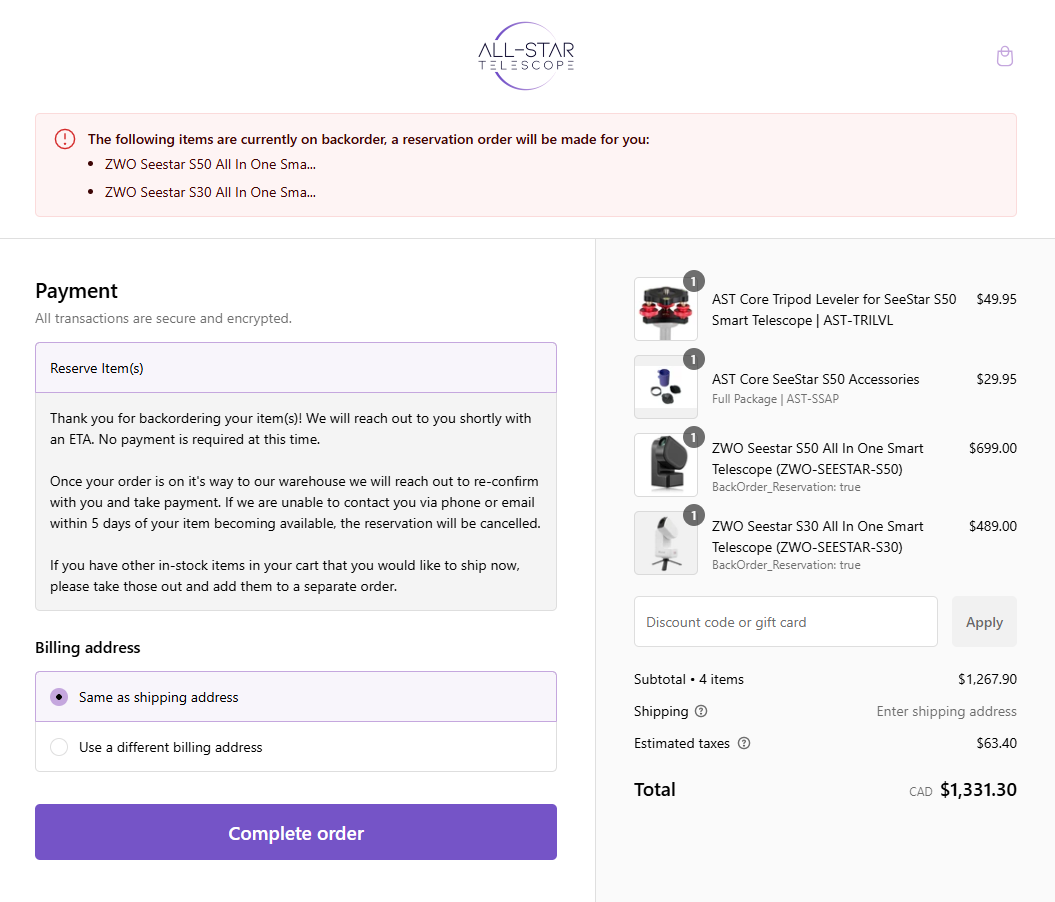 ALL-STAR
TELESCOPE
The following items are currently on backorder, a reservation order will be made for you:
• ZWO Seestar S50 All In One Sma...
• ZWO Seestar S30 All In One Sma...
Payment
All transactions are secure and encrypted.
Reserve Item(s)
Thank you for backordering your item(s)! We will reach out to you shortly with
an ETA. No payment is required at this time.
Once your order is on it's way to our warehouse we will reach out to re-confirm
with you and take payment. If we are unable to contact you via phone or email
within 5 days of your item becoming available, the reservation will be cancelled.
If you have other in-stock items in your cart that you would like to ship now,
please take those out and add them to a separate order.
Billing address
Same as shipping address
Use a different billing address
Complete order
1
AST Core Tripod Leveler for SeeStar S50 $49.95
Smart Telescope | AST-TRILVL
1
AST Core SeeStar S50 Accessories $29.95
Full Package | AST-SSAP
1
ZWO Seestar S50 All In One Smart $699.00
Telescope (ZWO-SEESTAR-S50)
BackOrder_Reservation: true
1
ZWO Seestar S30 All In One Smart $489.00
Telescope (ZWO-SEESTAR-S30)
BackOrder_Reservation: true
Discount code or gift card Apply
Subtotal • 4 items $1,267.90
Shipping ? Enter shipping address
Estimated taxes ? $63.40
Total CAD $1,331.30